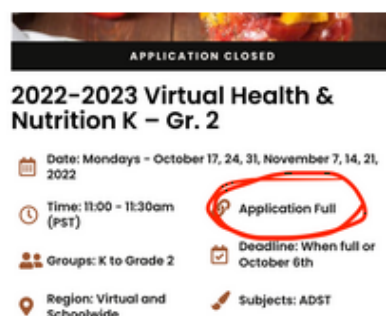 APPLICATION CLOSED
2022-2023 Virtual Health &
Nutrition K – Gr. 2
Date: Mondays - October 17, 24, 31, November 7, 14, 21,
2022
Time: 11:00 - 11:30am
(PST)
Application Full
Groups: K to Grade 2
Deadline: When full or
October 6th
Region: Virtual and
Schoolwide
Subjects: ADST